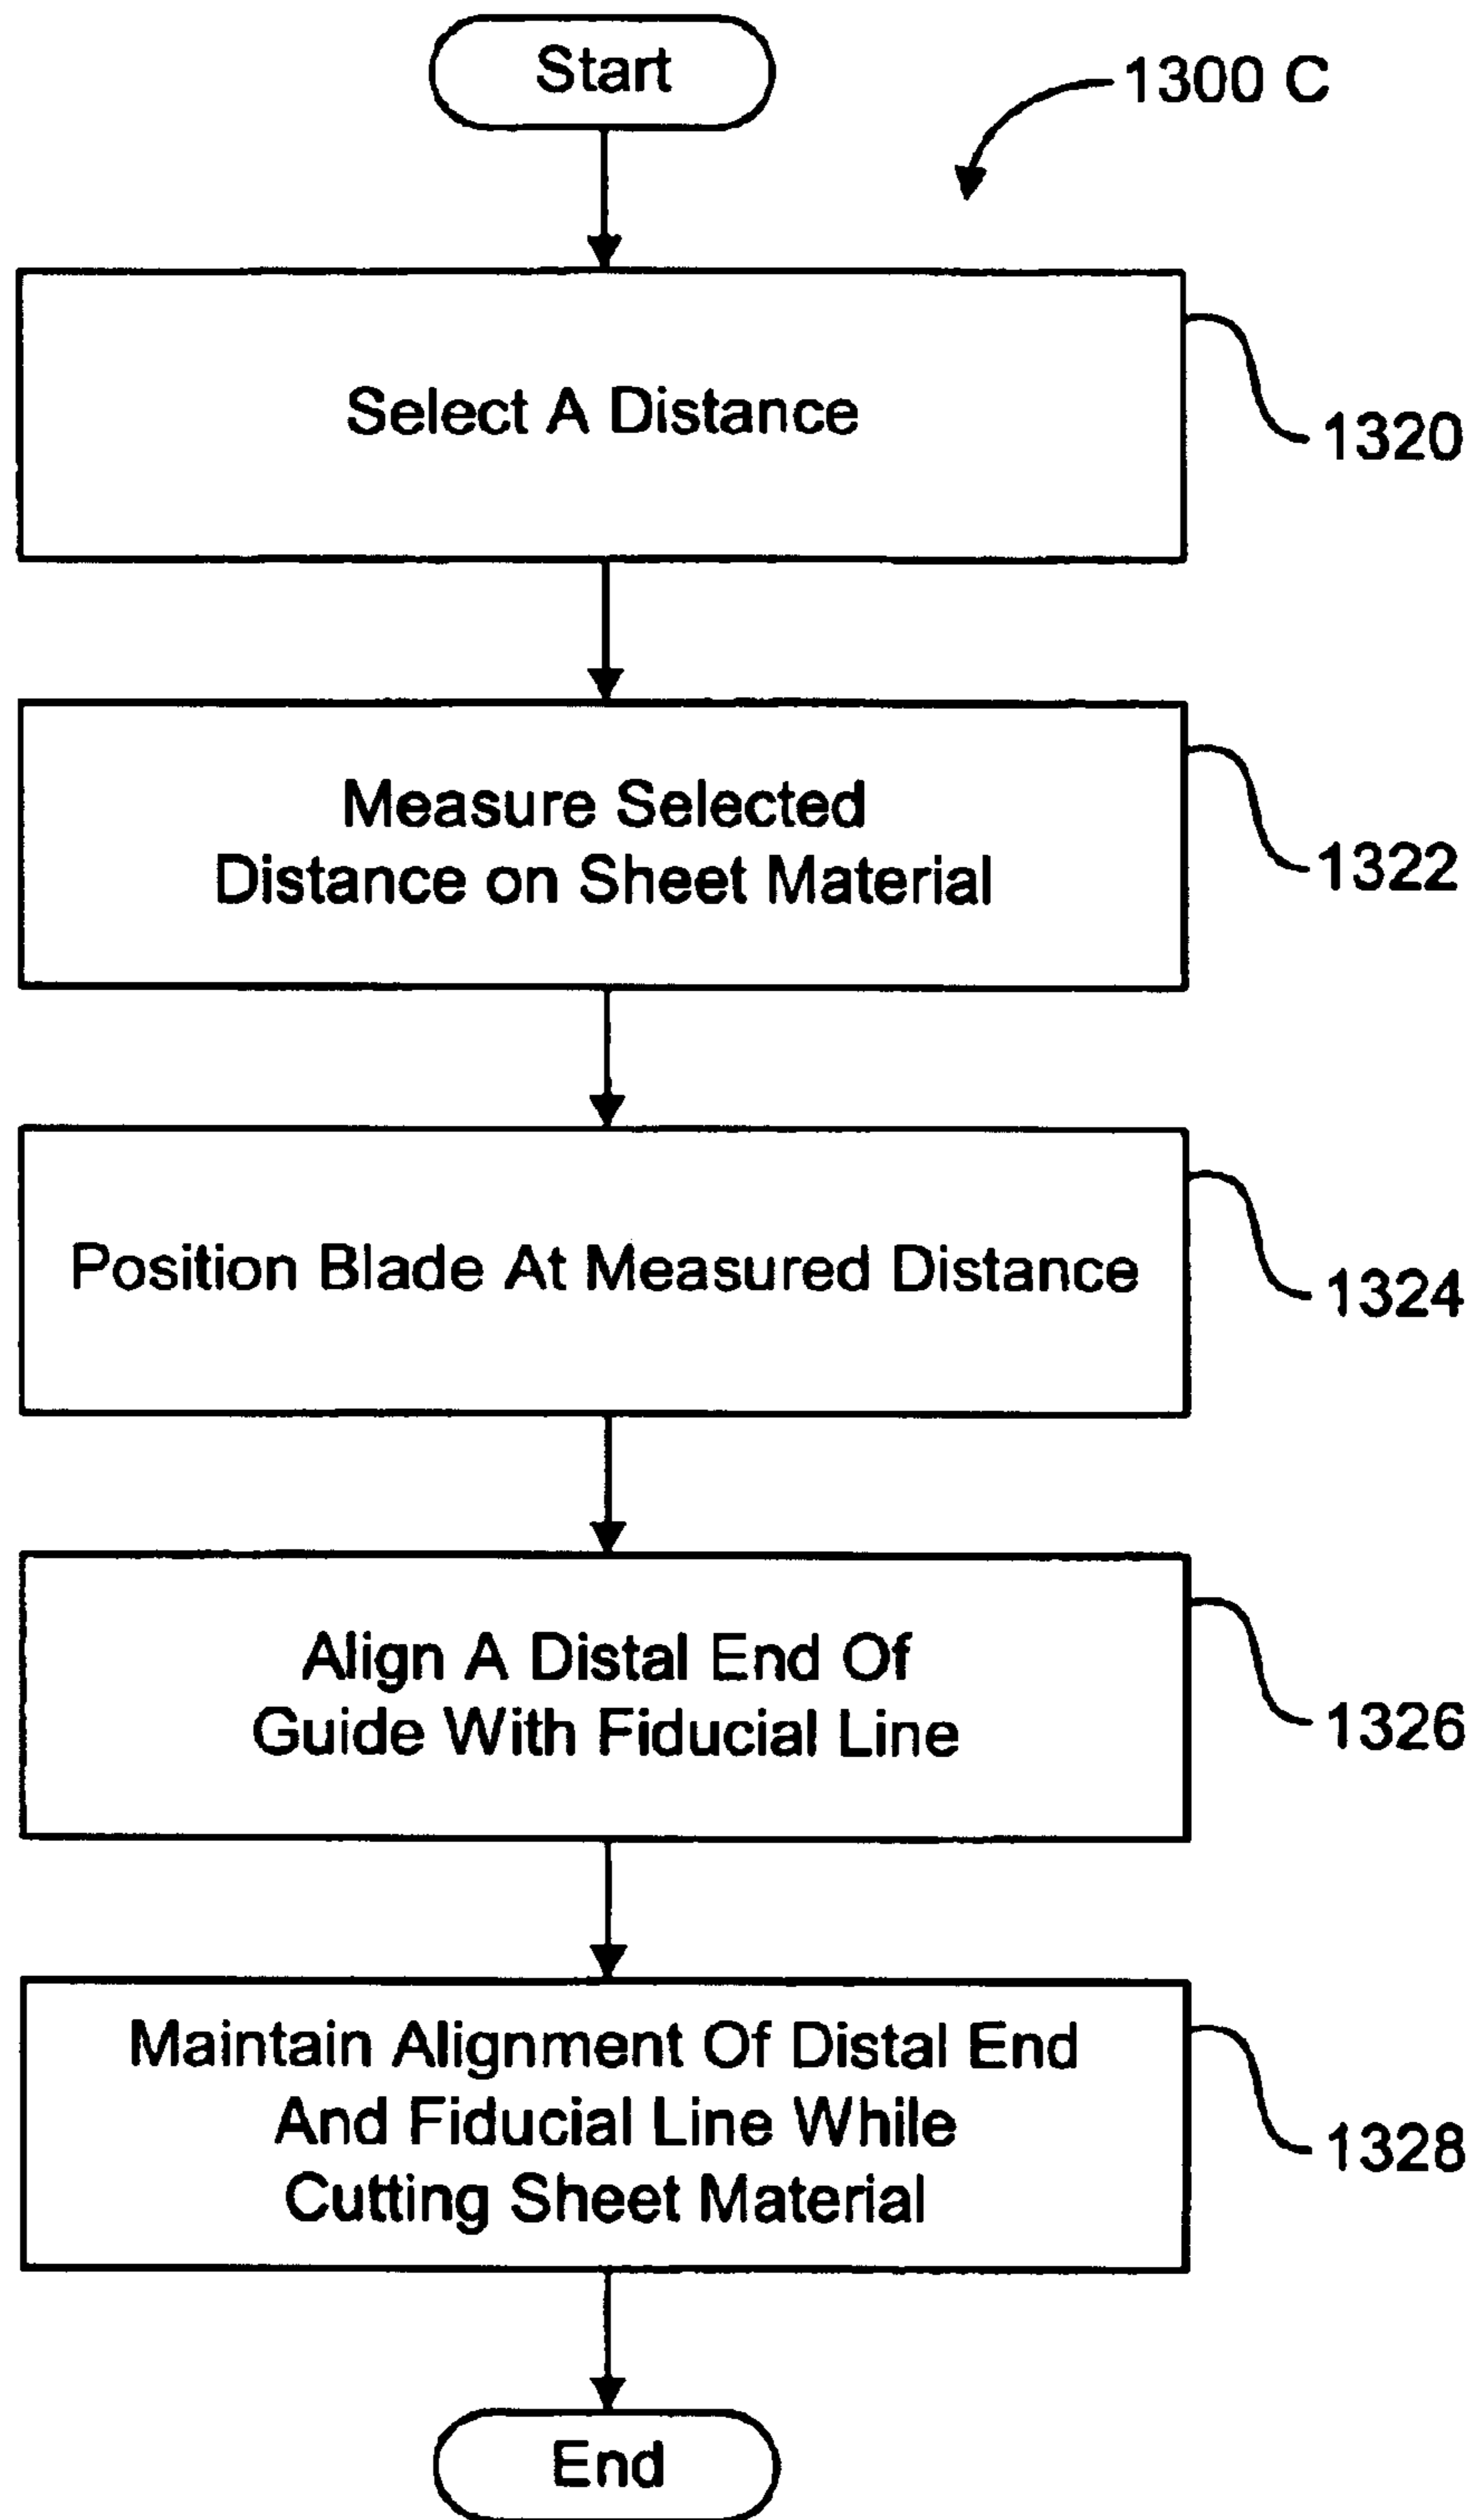 Start
1300 C
Select A Distance
1320
Measure Selected
Distance on Sheet Material
1322
Position Blade At Measured Distance
1324
Align A Distal End Of
Guide With Fiducial Line
1326
Maintain Alignment Of Distal End
And Fiducial Line While
Cutting Sheet Material
1328
End